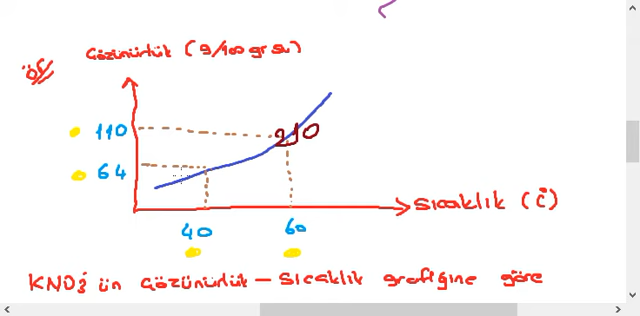 Çözünürlük (g/100 gr su)
ÖR
110
210
64
Sıcaklık (C°)
40
60
KNO3'ün Çözünürlük - Sıcaklık grafiğine göre